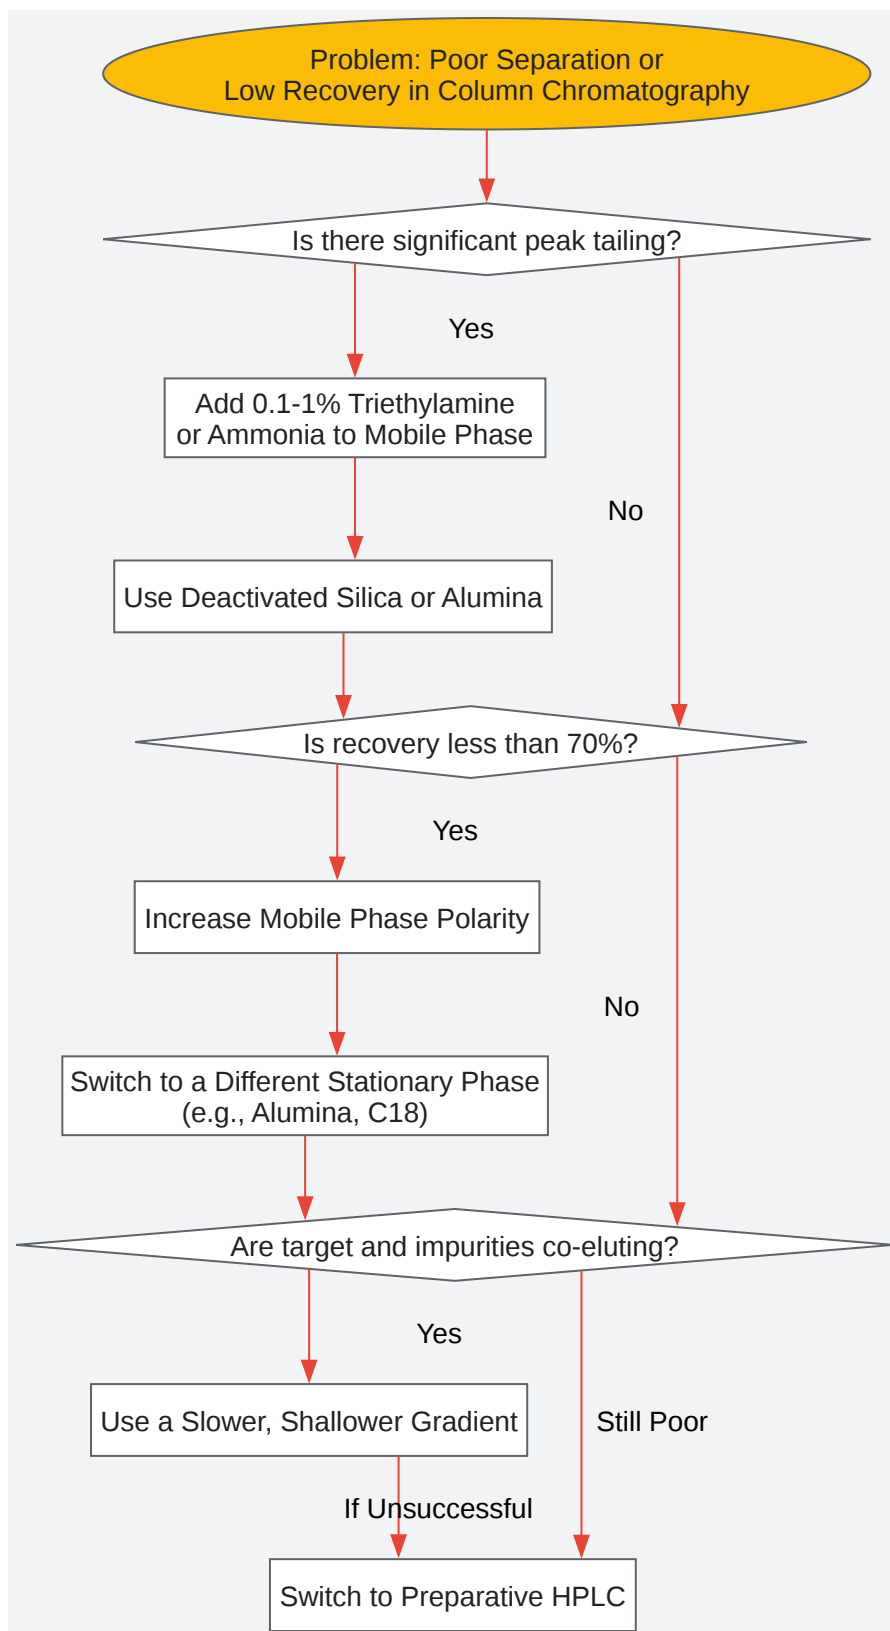 Problem: Poor Separation or
Low Recovery in Column Chromatography
Is there significant peak tailing?
Yes
Add 0.1-1% Triethylamine
or Ammonia to Mobile Phase
No
Use Deactivated Silica or Alumina
Is recovery less than 70%?
Yes
Increase Mobile Phase Polarity
No
Switch to a Different Stationary Phase
(e.g., Alumina, C18)
Are target and impurities co-eluting?
Yes
Use a Slower, Shallower Gradient
Still Poor
If Unsuccessful
Switch to Preparative HPLC